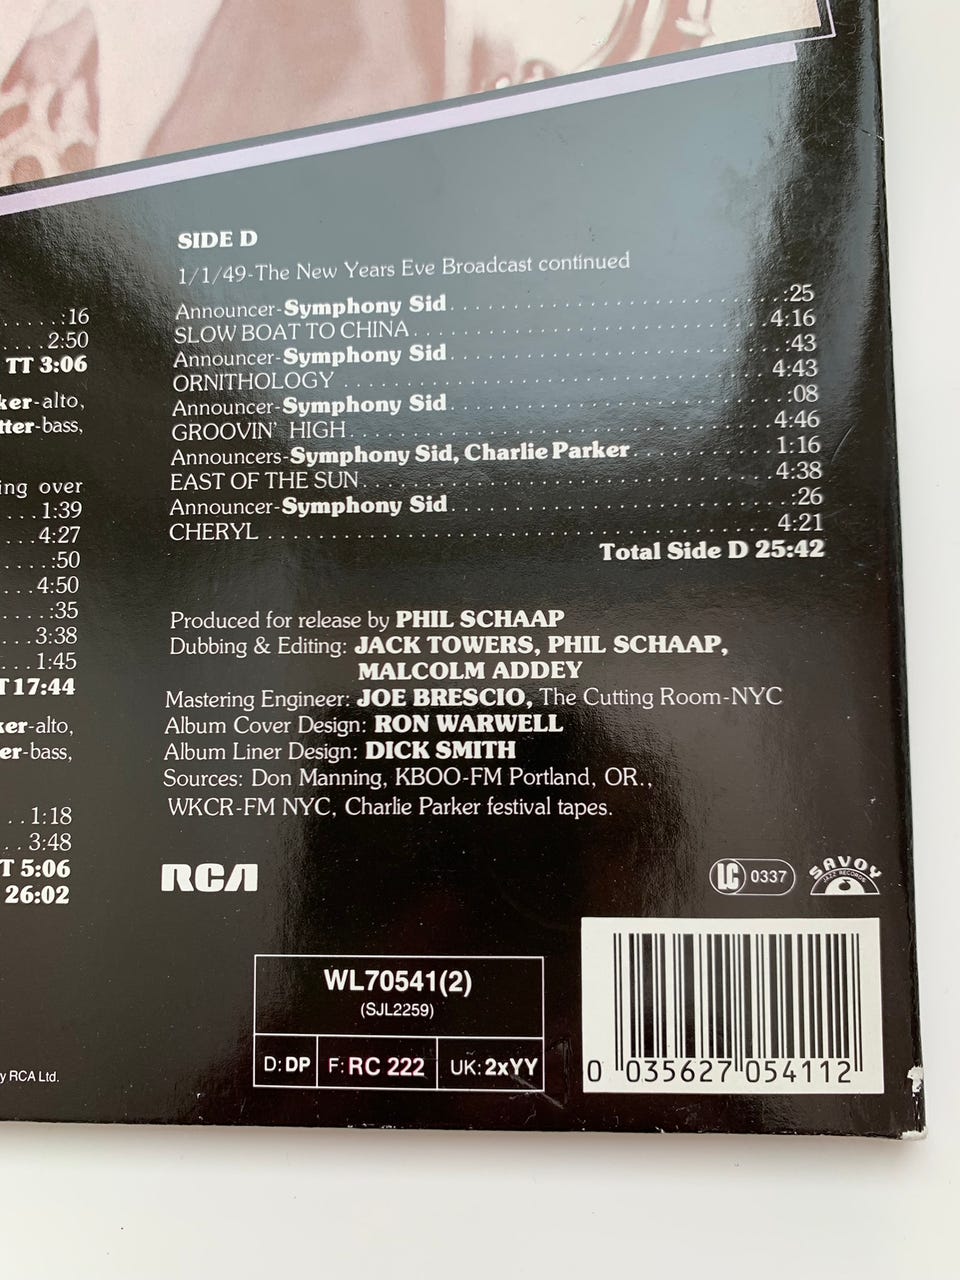 :16
2:50
TT 3:06
ker-alto,
tter-bass,
ing over
1:39
4:27
:50
4:50
:35
3:38
1:45
T 17:44
ker-alto,
er-bass,
1:18
3:48
T 5:06
26:02
y RCA Ltd.
SIDE D
1/1/49-The New Years Eve Broadcast continued
Announcer-Symphony Sid. . . . . . . . . . . . . . . . . . . . . . . :25
SLOW BOAT TO CHINA . . . . . . . . . . . . . . . . . . . . . . . 4:16
Announcer-Symphony Sid. . . . . . . . . . . . . . . . . . . . . . . :43
ORNITHOLOGY . . . . . . . . . . . . . . . . . . . . . . . . . . . . 4:43
Announcer-Symphony Sid. . . . . . . . . . . . . . . . . . . . . . . :08
GROOVIN' HIGH. . . . . . . . . . . . . . . . . . . . . . . . . . . . 4:46
Announcers-Symphony Sid, Charlie Parker. . . . . . . . . . 1:16
EAST OF THE SUN. . . . . . . . . . . . . . . . . . . . . . . . . . 4:38
Announcer-Symphony Sid. . . . . . . . . . . . . . . . . . . . . . . :26
CHERYL . . . . . . . . . . . . . . . . . . . . . . . . . . . . . . . . . 4:21
Total Side D 25:42
Produced for release by PHIL SCHAAP
Dubbing & Editing: JACK TOWERS, PHIL SCHAAP,
MALCOLM ADDEY
Mastering Engineer: JOE BRESCIO, The Cutting Room-NYC
Album Cover Design: RON WARWELL
Album Liner Design: DICK SMITH
Sources: Don Manning, KBOO-FM Portland, OR.,
WKCR-FM NYC, Charlie Parker festival tapes.
RCA
LC 0337
SAVOY
JAZZ RECORDS
WL70541(2)
(SJL2259)
D: DP F: RC 222 UK: 2xYY
0 035627 054112